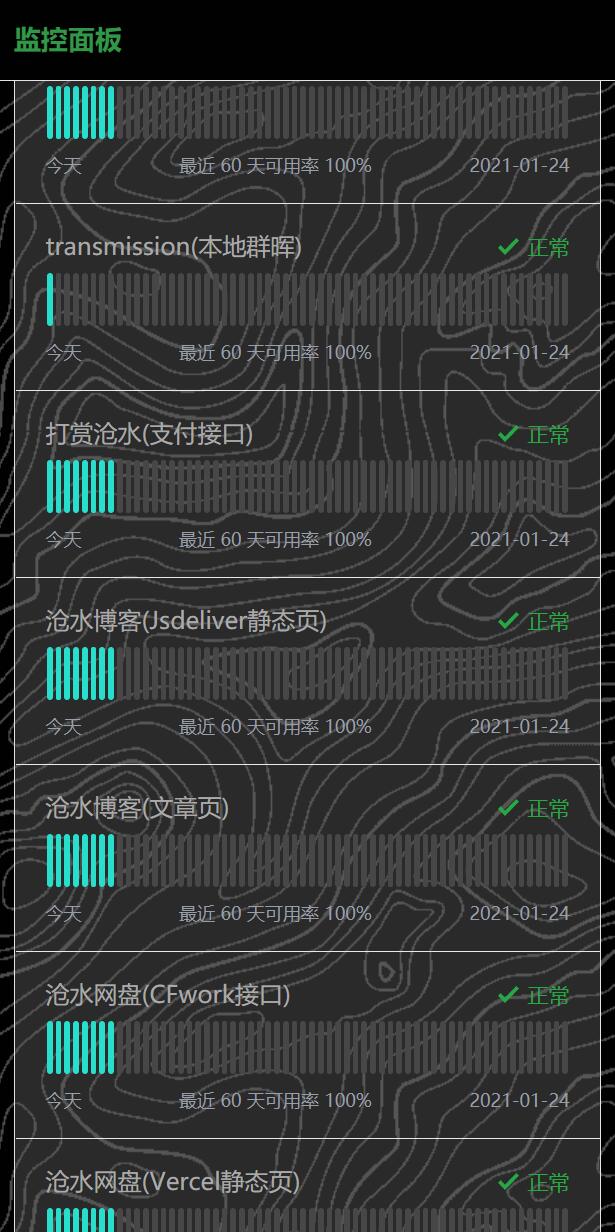 监控面板
今天 最近 60 天可用率 100% 2021-01-24
transmission(本地群晖) 正常
今天 最近 60 天可用率 100% 2021-01-24
打赏沧水(支付接口) 正常
今天 最近 60 天可用率 100% 2021-01-24
沧水博客(Jsdeliver静态页) 正常
今天 最近 60 天可用率 100% 2021-01-24
沧水博客(文章页) 正常
今天 最近 60 天可用率 100% 2021-01-24
沧水网盘(CFwork接口) 正常
今天 最近 60 天可用率 100% 2021-01-24
沧水网盘(Vercel静态页) 正常